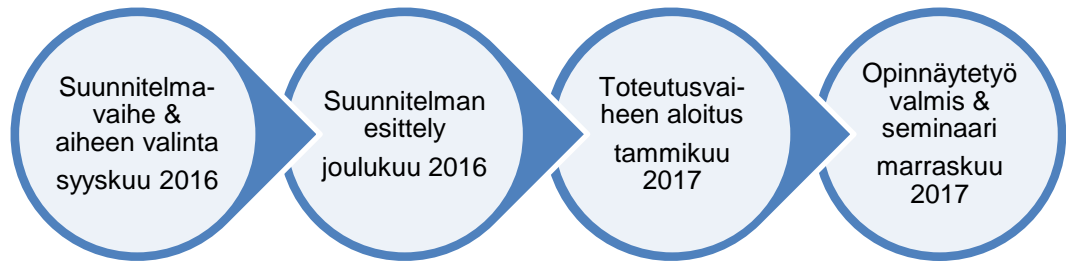 Suunnitelma-
vaihe &
aiheen valinta
syyskuu 2016
Suunnitelman
esittely
joulukuu 2016
Toteutusvai-
heen aloitus
tammikuu
2017
Opinnäytetyö
valmis &
seminaari
marraskuu
2017